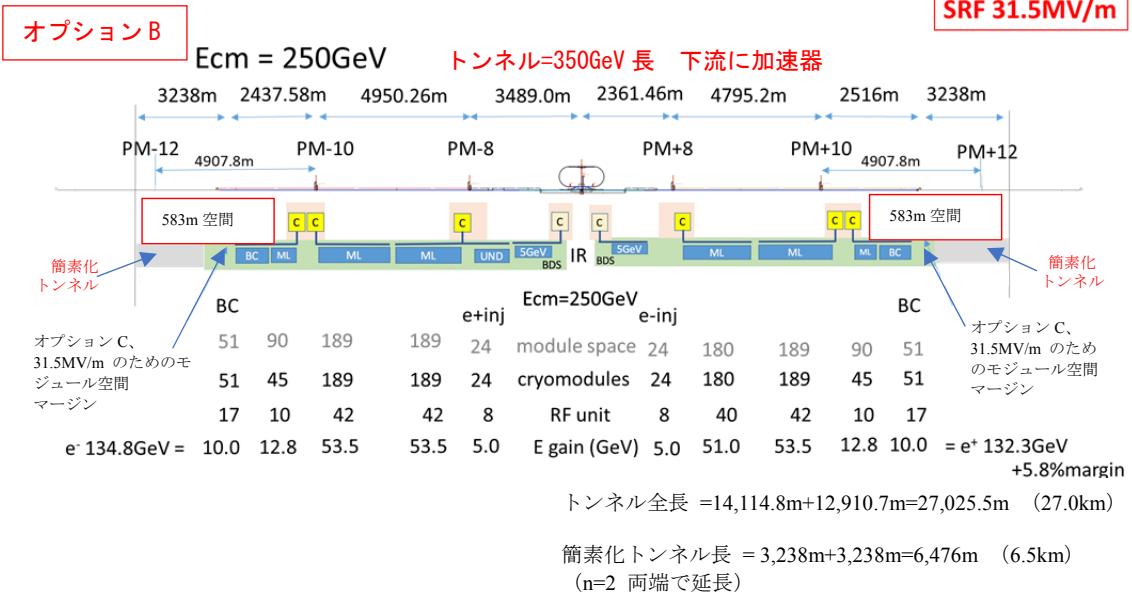 オプションB
SRF 31.5MV/m
Ecm = 250GeV
トンネル=350GeV 長　下流に加速器
3238m 2437.58m 4950.26m 3489.0m 2361.46m 4795.2m 2516m 3238m
PM-12 PM-10 PM-8 PM+8 PM+10 PM+12
4907.8m 4907.8m
583m 空間 C C C C C C C C 583m 空間
BC ML ML ML UND 5GeV BDS IR BDS 5GeV ML ML ML BC
簡素化
トンネル
簡素化
トンネル
Ecm=250GeV
BC e+inj e-inj BC
オプション C、
31.5MV/m のためのモ
ジュール空間
マージン
オプション C、
31.5MV/m のため
のモジュール空間
マージン
51 90 189 189 24 module space 24 180 189 90 51
51 45 189 189 24 cryomodules 24 180 189 45 51
17 10 42 42 8 RF unit 8 40 42 10 17
e- 134.8GeV = 10.0 12.8 53.5 53.5 5.0 E gain (GeV) 5.0 51.0 53.5 12.8 10.0 = e+ 132.3GeV
+5.8%margin
トンネル全長 =14,114.8m+12,910.7m=27,025.5m （27.0km）
簡素化トンネル長 = 3,238m+3,238m=6,476m （6.5km）
（n=2 両端で延長）